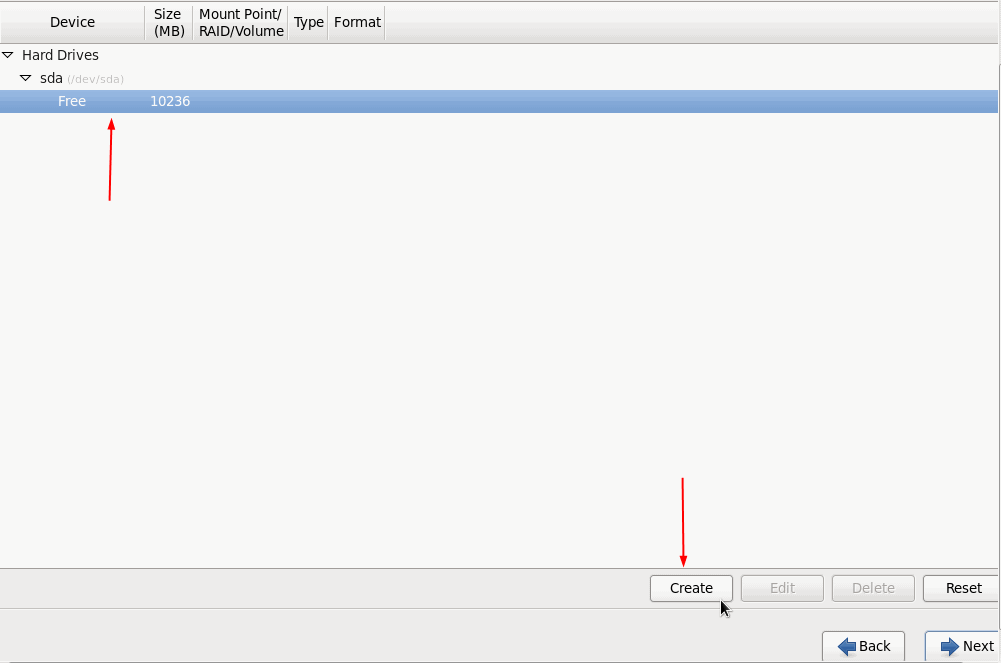 Device
Size
(MB)
Mount Point/
RAID/Volume
Type
Format
Hard Drives
sda (/dev/sda)
Free 10236
Create Edit Delete Reset
Back Next